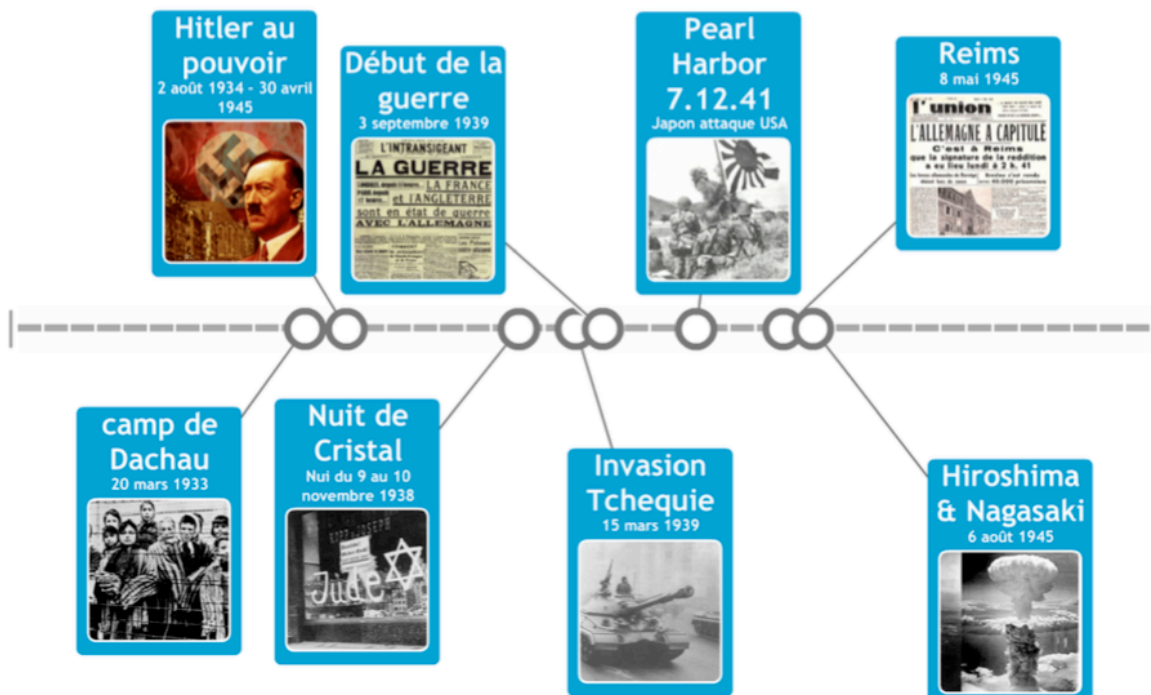 Hitler au
pouvoir
2 août 1934 - 30 avril
1945
Début de la
guerre
3 septembre 1939
L'INTRANSIGEANT
LA GUERRE
LA FRANCE
et l'ANGLETERRE
sont en état de guerre
AVEC L'ALLEMAGNE
Pearl
Harbor
7.12.41
Japon attaque USA
Reims
8 mai 1945
l'union
L'ALLEMAGNE A CAPITULÉ
C'est à Reims
que la signature de la reddition
a eu lieu lundi à 2 h. 41
camp de
Dachau
20 mars 1933
Nuit de
Cristal
Nui du 9 au 10
novembre 1938
Jude
Invasion
Tchequie
15 mars 1939
Hiroshima
& Nagasaki
6 août 1945